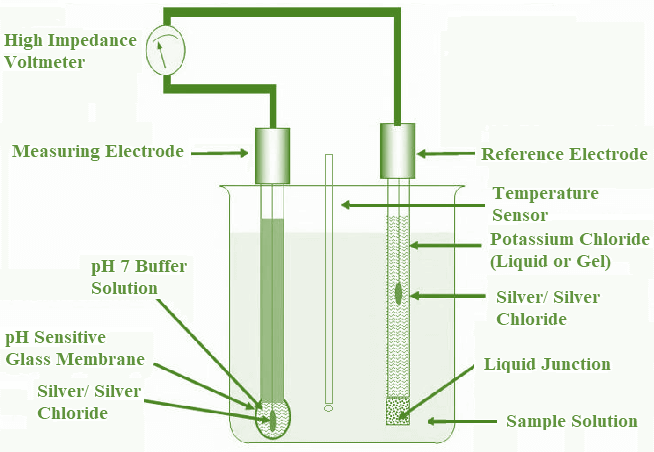 High Impedance
Voltmeter
Measuring Electrode
Reference Electrode
Temperature
Sensor
Potassium Chloride
(Liquid or Gel)
pH 7 Buffer
Solution
Silver/ Silver
Chloride
pH Sensitive
Glass Membrane
Liquid Junction
Silver/ Silver
Chloride
Sample Solution